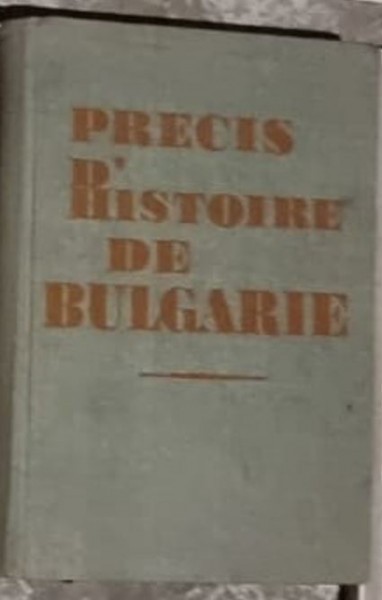 PRECIS
D'
HISTOIRE
DE
BULGARIE